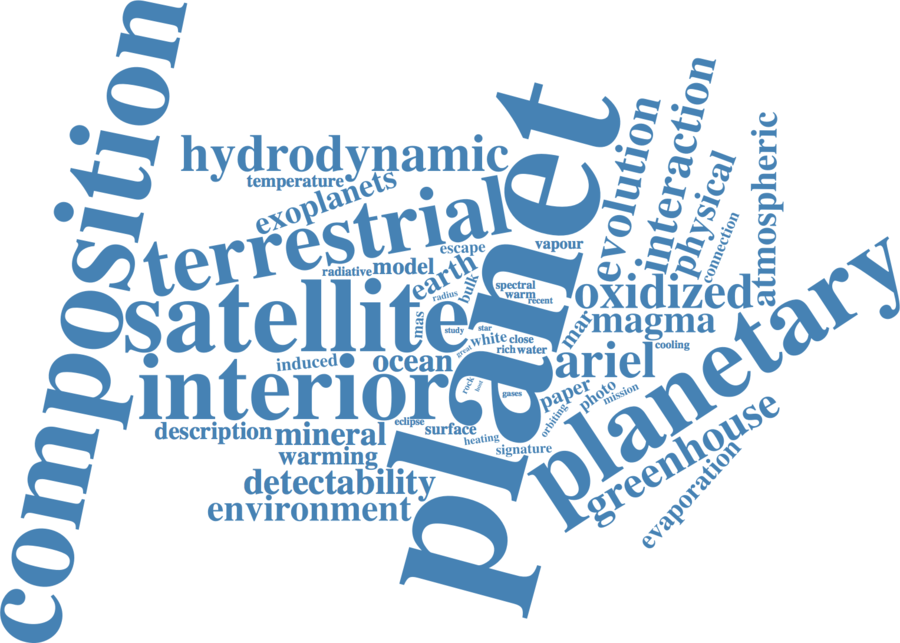 composition
hydrodynamic
temperature
exoplanets
terrestrial
planet
evolution
interaction
physical
connection
atmospheric
escape
vapour
radiative
model
earth
bulk
radius
satellite
spectral
warm
recent
oxidized
mas
study
star
white
close
mar
magma
planetary
great
rich
water
cooling
induced
ocean
ariel
interior
rock
host
gases
paper
photo
mission
orbiting
eclipse
description
mineral
surface
heating
signature
warming
greenhouse
detectability
evaporation
environment